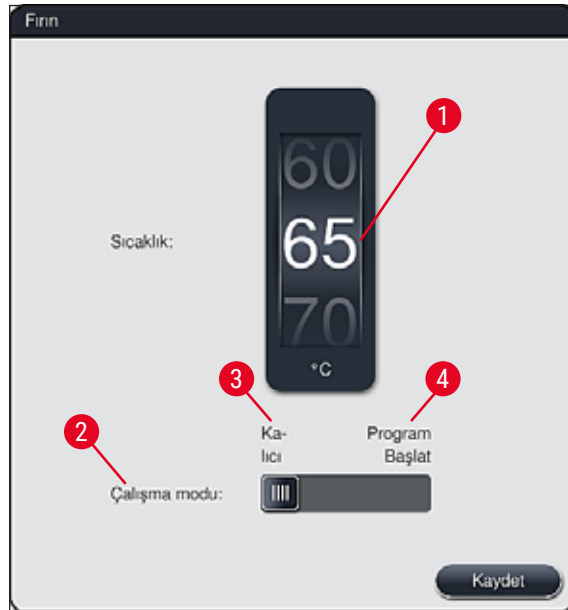 Fırın
1
60
Sıcaklık:
65
70
°C
3
4
2
Ka-
lıcı
Program
Başlat
Çalışma modu:
Kaydet